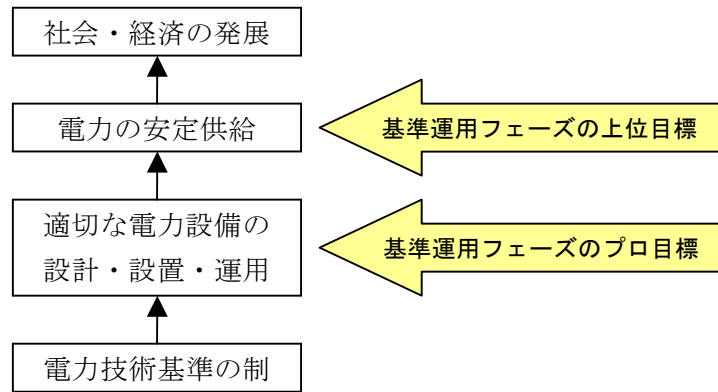 社会・経済の発展
電力の安定供給
基準運用フェーズの上位目標
適切な電力設備の
設計・設置・運用
基準運用フェーズのプロ目標
電力技術基準の制